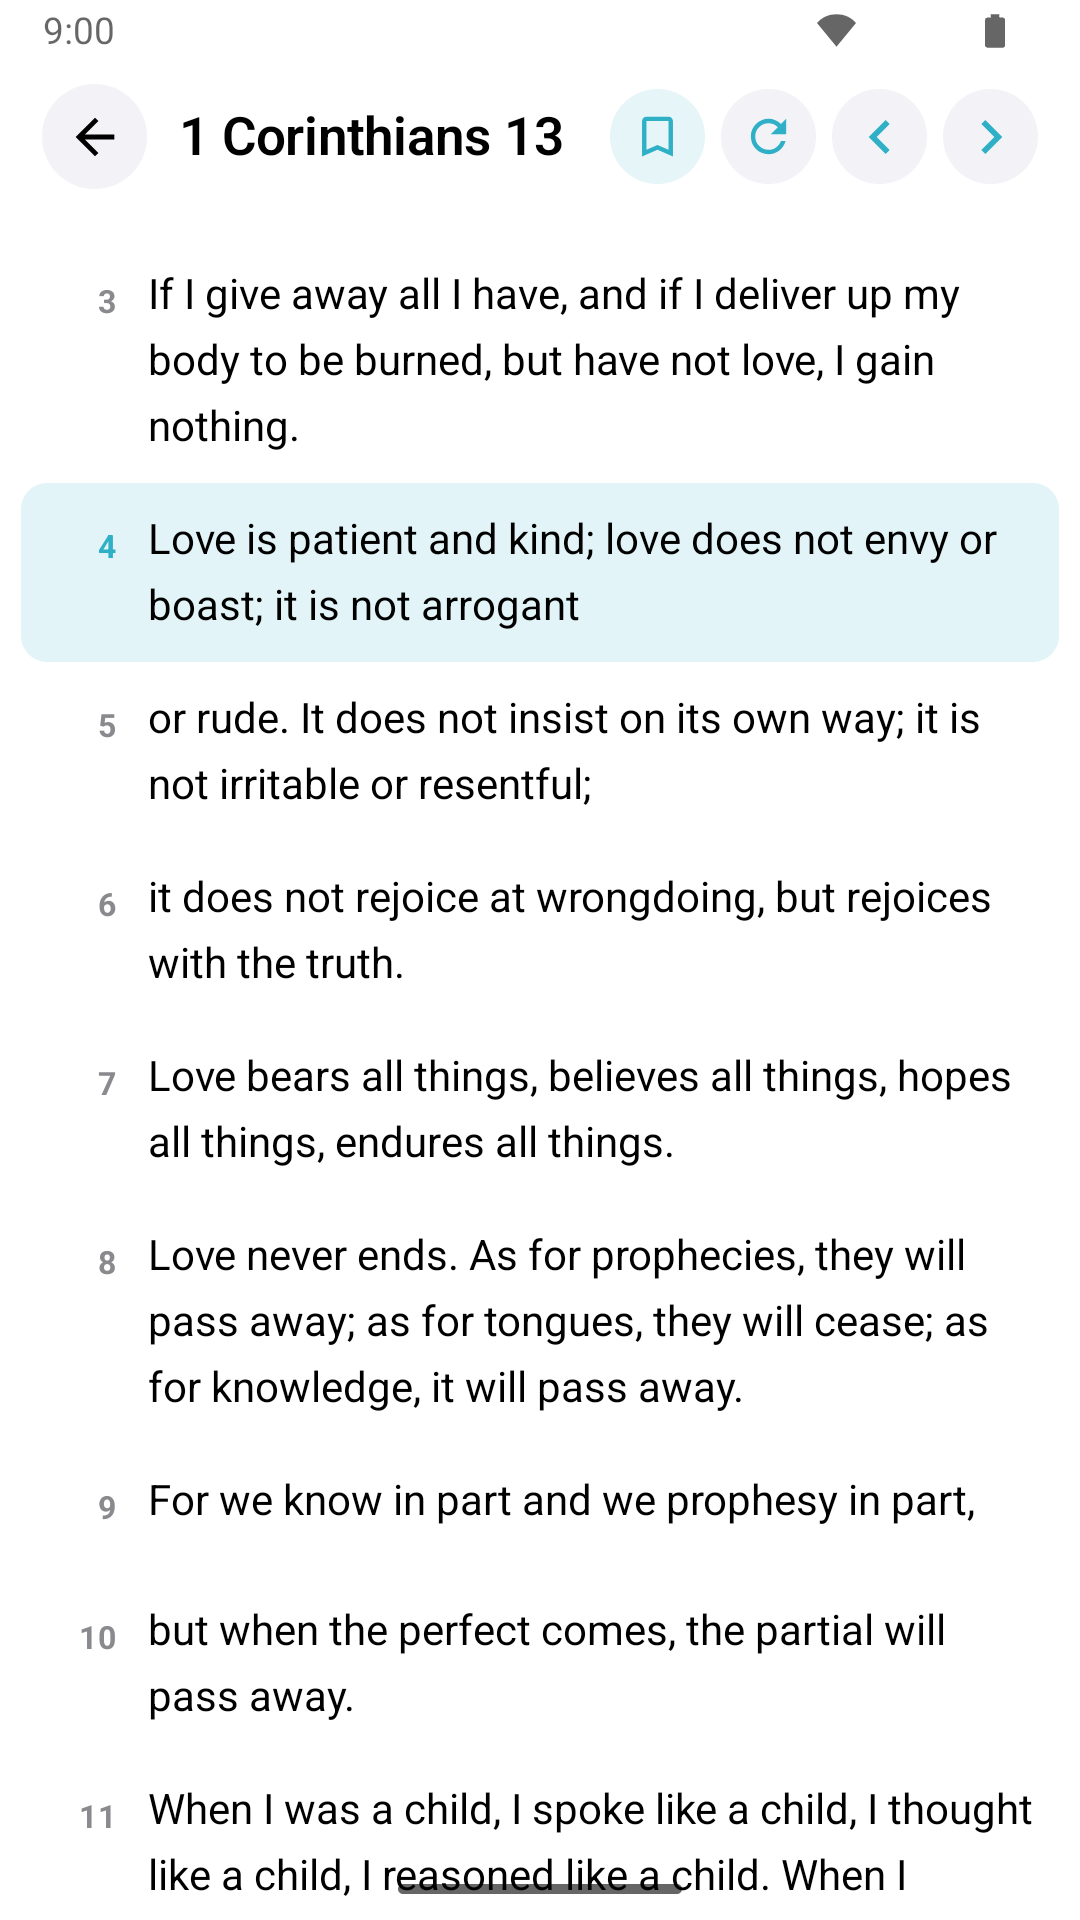 9:00
1 Corinthians 13
3 If I give away all I have, and if I deliver up my
body to be burned, but have not love, I gain
nothing.
4 Love is patient and kind; love does not envy or
boast; it is not arrogant
5 or rude. It does not insist on its own way; it is
not irritable or resentful;
6 it does not rejoice at wrongdoing, but rejoices
with the truth.
7 Love bears all things, believes all things, hopes
all things, endures all things.
8 Love never ends. As for prophecies, they will
pass away; as for tongues, they will cease; as
for knowledge, it will pass away.
9 For we know in part and we prophesy in part,
10 but when the perfect comes, the partial will
pass away.
11 When I was a child, I spoke like a child, I thought
like a child, I reasoned like a child. When I